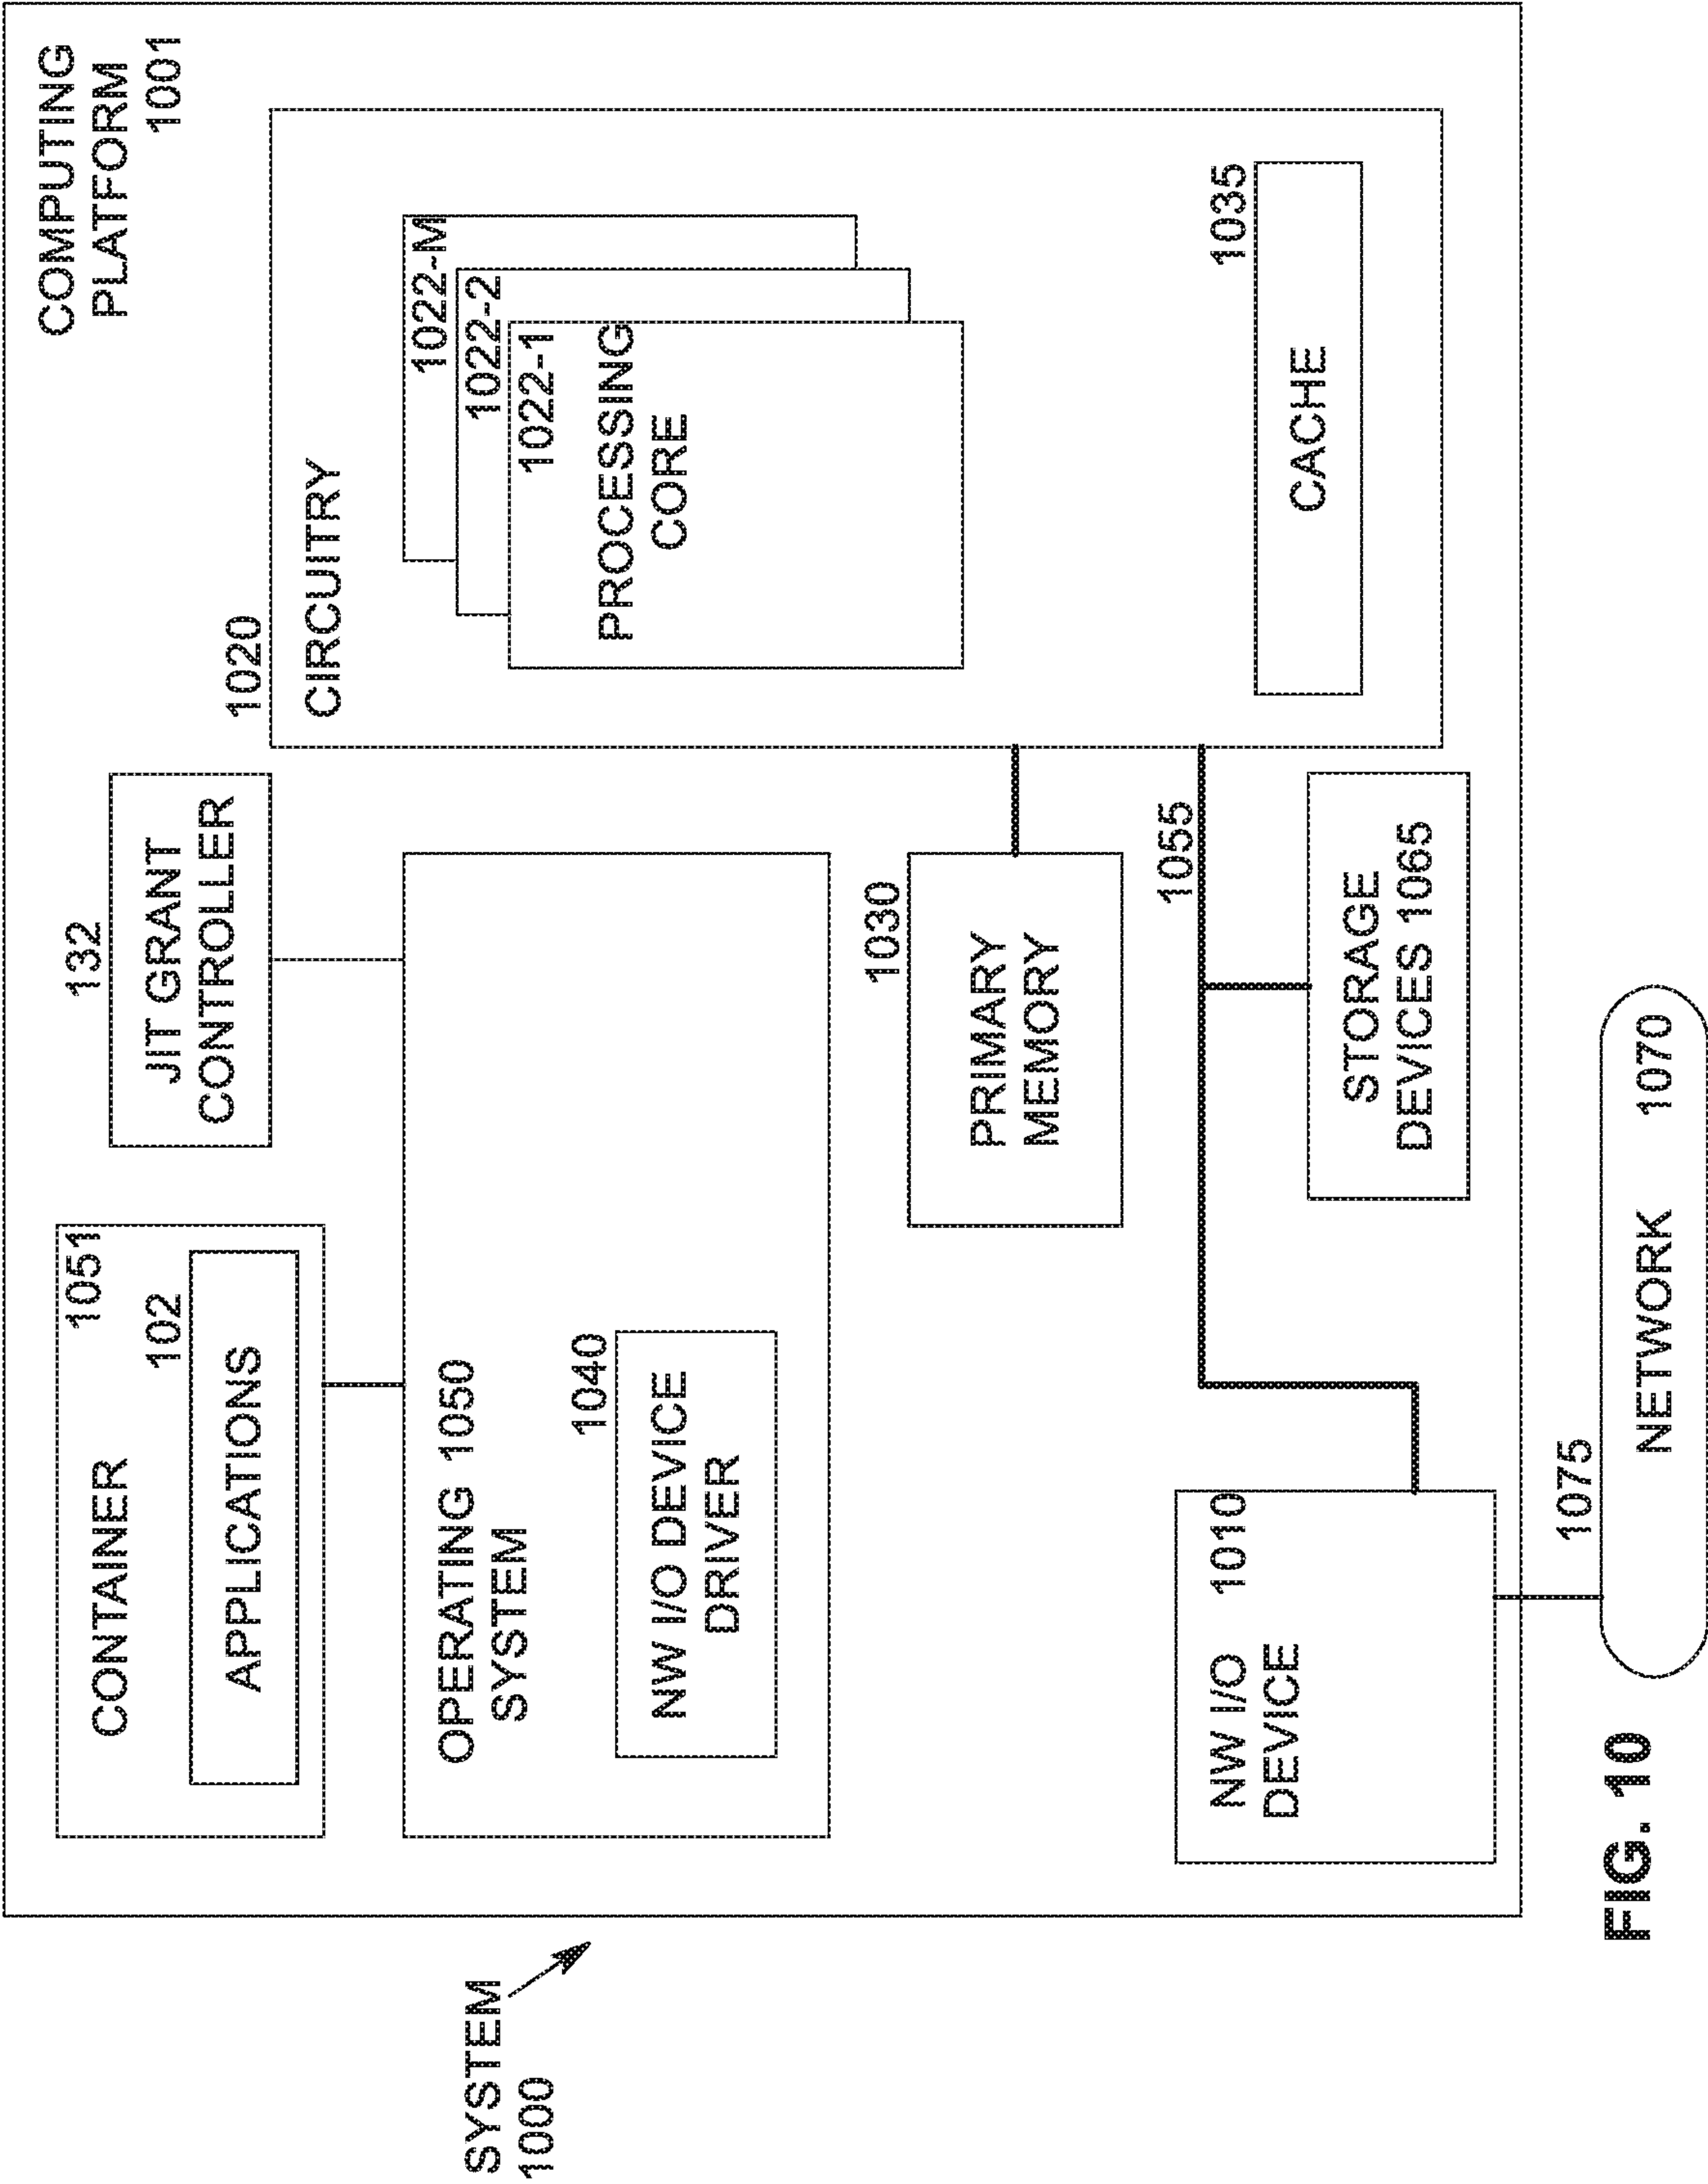 COMPUTING
PLATFORM
1001
CONTAINER
1051
102
APPLICATIONS
132
JIT GRANT
CONTROLLER
1020
CIRCUITRY
1022-M
1022-2
1022-1
PROCESSING
CORE
1035
CACHE
OPERATING 1050
SYSTEM
1040
NW I/O DEVICE
DRIVER
1030
PRIMARY
MEMORY
1055
STORAGE
DEVICES 1065
NW I/O 1010
DEVICE
1075
NETWORK 1070
SYSTEM
1000
FIG. 10